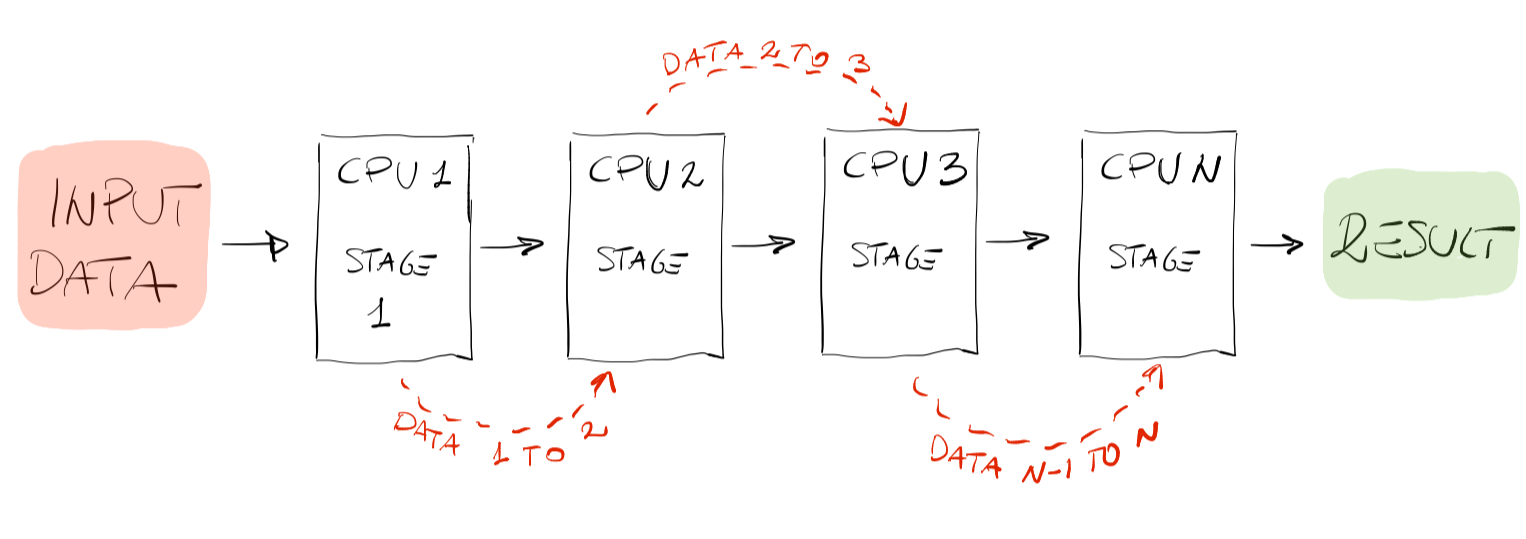 DATA 2 TO 3
INPUT
DATA
CPU 1
STAGE
1
CPU 2
STAGE
CPU 3
STAGE
CPU N
STAGE
RESULT
DATA 1 TO 2
DATA N-1 TO N